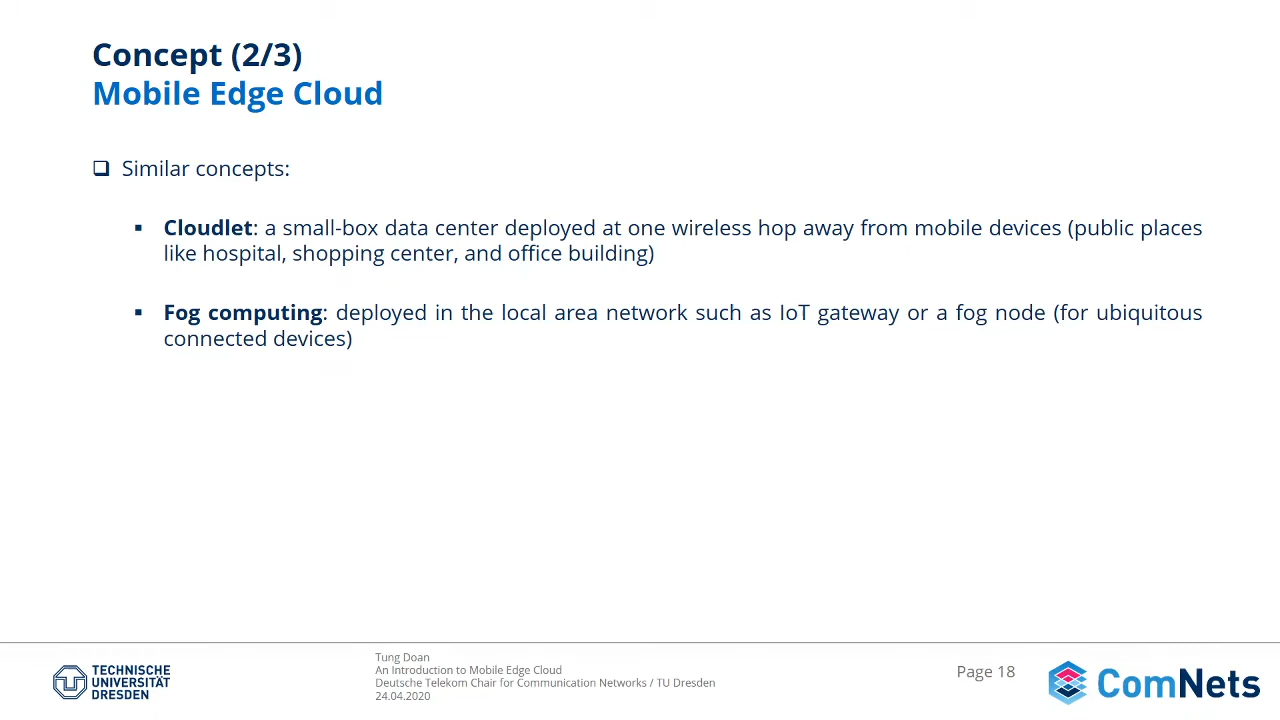 Concept (2/3)
Mobile Edge Cloud
Similar concepts:
Cloudlet: a small-box data center deployed at one wireless hop away from mobile devices (public places
like hospital, shopping center, and office building)
Fog computing: deployed in the local area network such as IoT gateway or a fog node (for ubiquitous
connected devices)
TECHNISCHE
UNIVERSITÄT
DRESDEN
Tung Doan
An Introduction to Mobile Edge Cloud
Deutsche Telekom Chair for Communication Networks / TU Dresden
24.04.2020
Page 18
ComNets